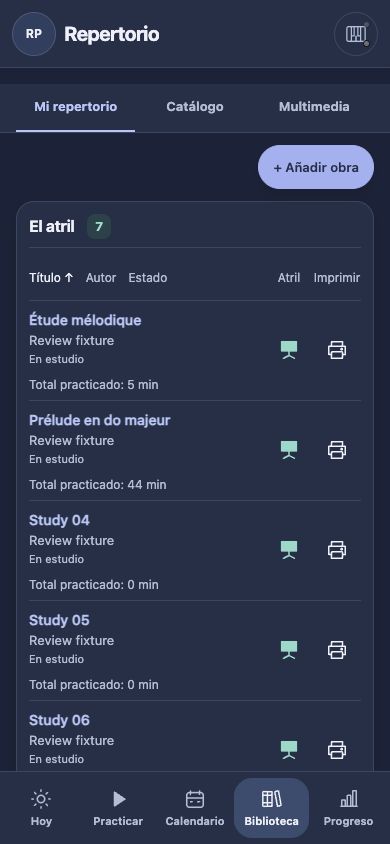 RP Repertorio
Mi repertorio Catálogo Multimedia
+ Añadir obra
El atril 7
Título ↑ Autor Estado Atril Imprimir
Étude mélodique
Review fixture
En estudio
Total practicado: 5 min
Prélude en do majeur
Review fixture
En estudio
Total practicado: 44 min
Study 04
Review fixture
En estudio
Total practicado: 0 min
Study 05
Review fixture
En estudio
Total practicado: 0 min
Study 06
Review fixture
En estudio
Hoy Practicar Calendario Biblioteca Progreso